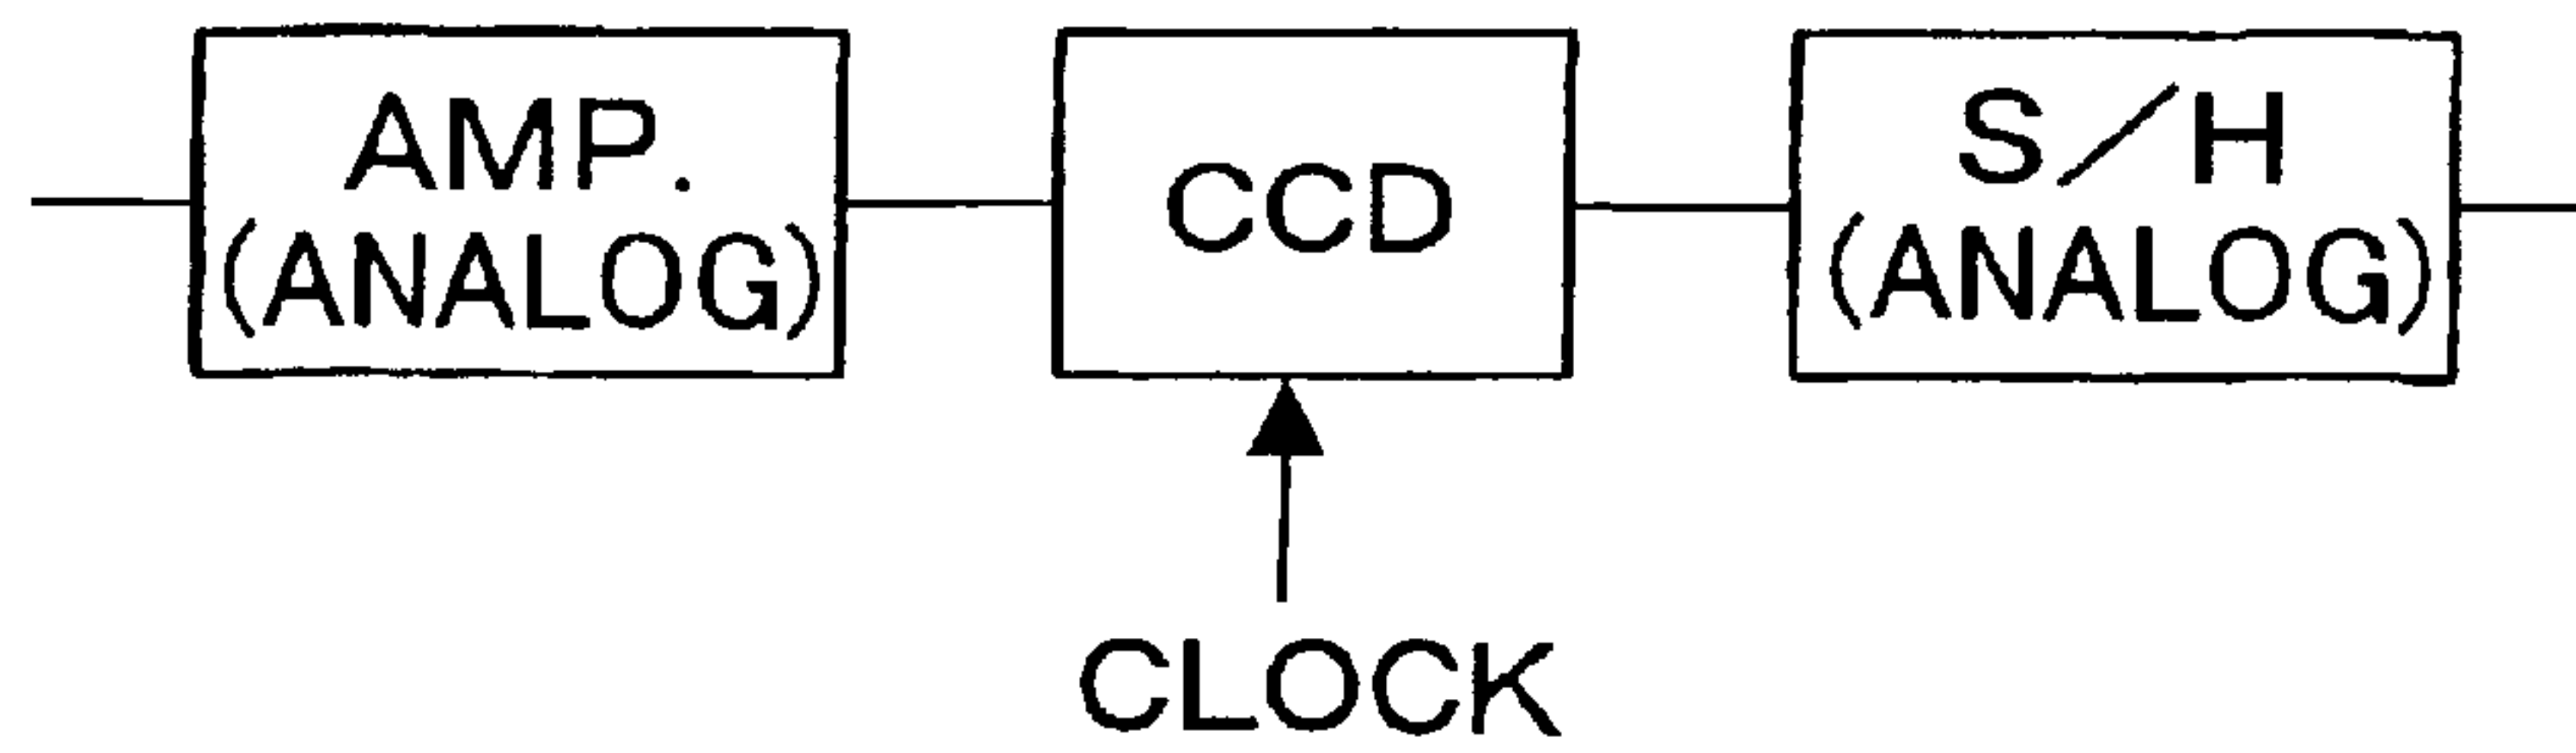 AMP.
(ANALOG)
CCD
S/H
(ANALOG)
CLOCK